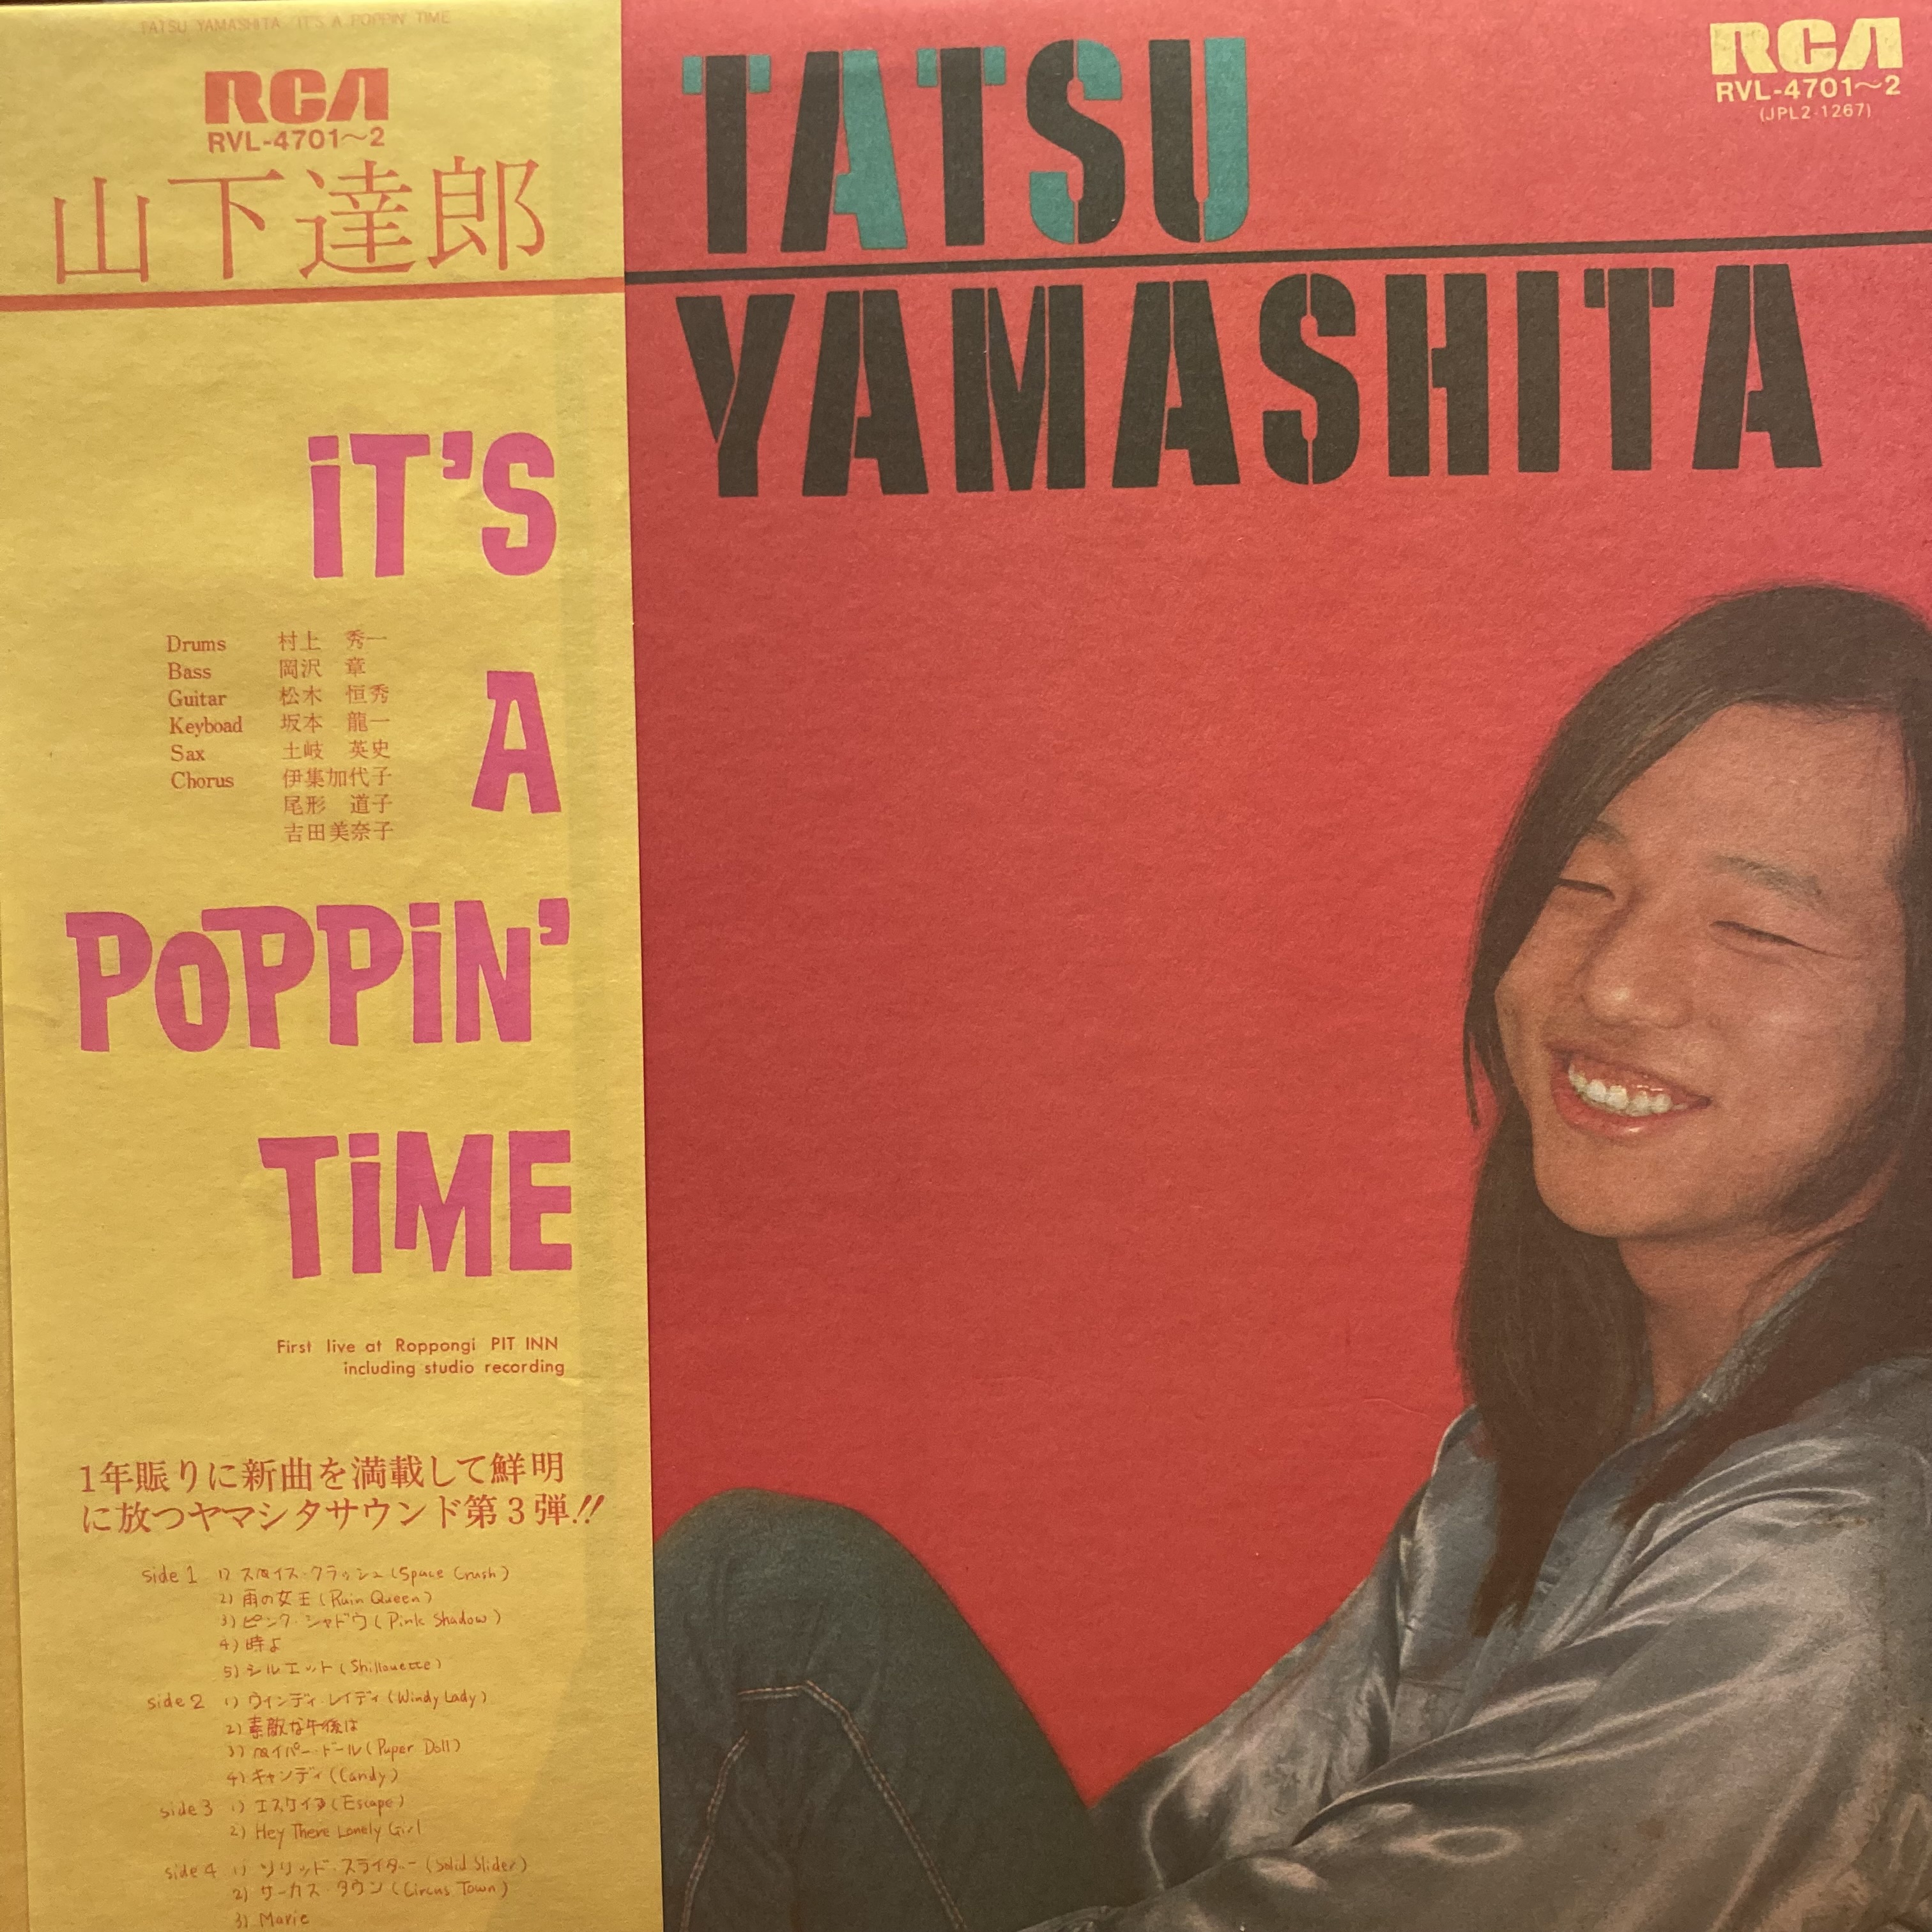 TATSU YAMASHITA / IT'S A POPPIN' TIME
RCA
RVL-4701〜2
山下達郎
iT'S
A
POPPiN'
TiME
Drums 村上 秀一
Bass 岡沢 章
Guitar 松木 恒秀
Keyboad 坂本 龍一
Sax 土岐 英史
Chorus 伊集加代子
尾形 道子
吉田美奈子
First live at Roppongi PIT INN
including studio recording
1年賑りに新曲を満載して鮮明
に放つヤマシタサウンド第3弾!!
side 1 1) スペイス・クラッシュ (Space Crush)
2) 雨の女王 (Rain Queen)
3) ピンク・シャドウ (Pink Shadow)
4) 時よ
5) シルエット (Shillouette)
side 2 1) ウインディ・レイディ (Windy Lady)
2) 素敵な午後は
3) ペイパー・ドール (Paper Doll)
4) キャンディ (Candy)
side 3 1) エスケイプ (Escape)
2) Hey There Lonely Girl
side 4 1) ソリッド・スライダー (Solid Slider)
2) サーカス・タウン (Circus Town)
3) Marie
TATSU
YAMASHITA
RCA
RVL-4701〜2
(JPL2-1267)